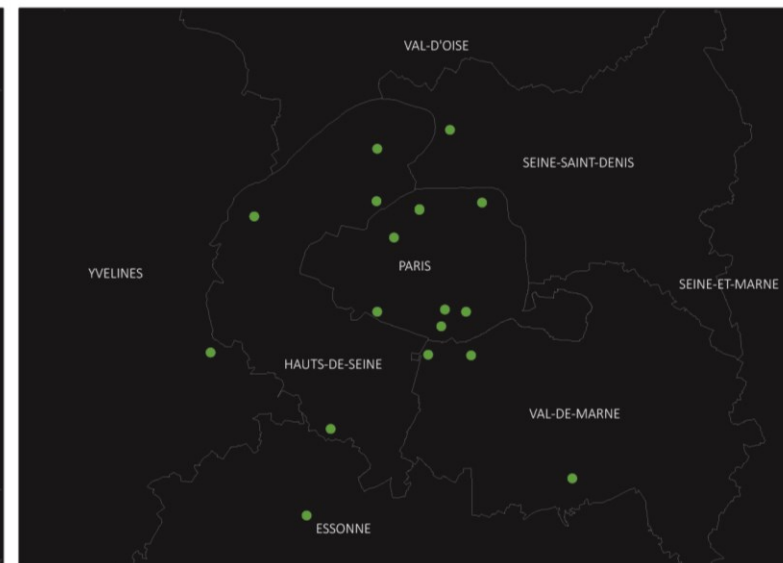 VAL-D'OISE
SEINE-SAINT-DENIS
YVELINES
PARIS
SEINE-ET-MARNE
HAUTS-DE-SEINE
VAL-DE-MARNE
ESSONNE